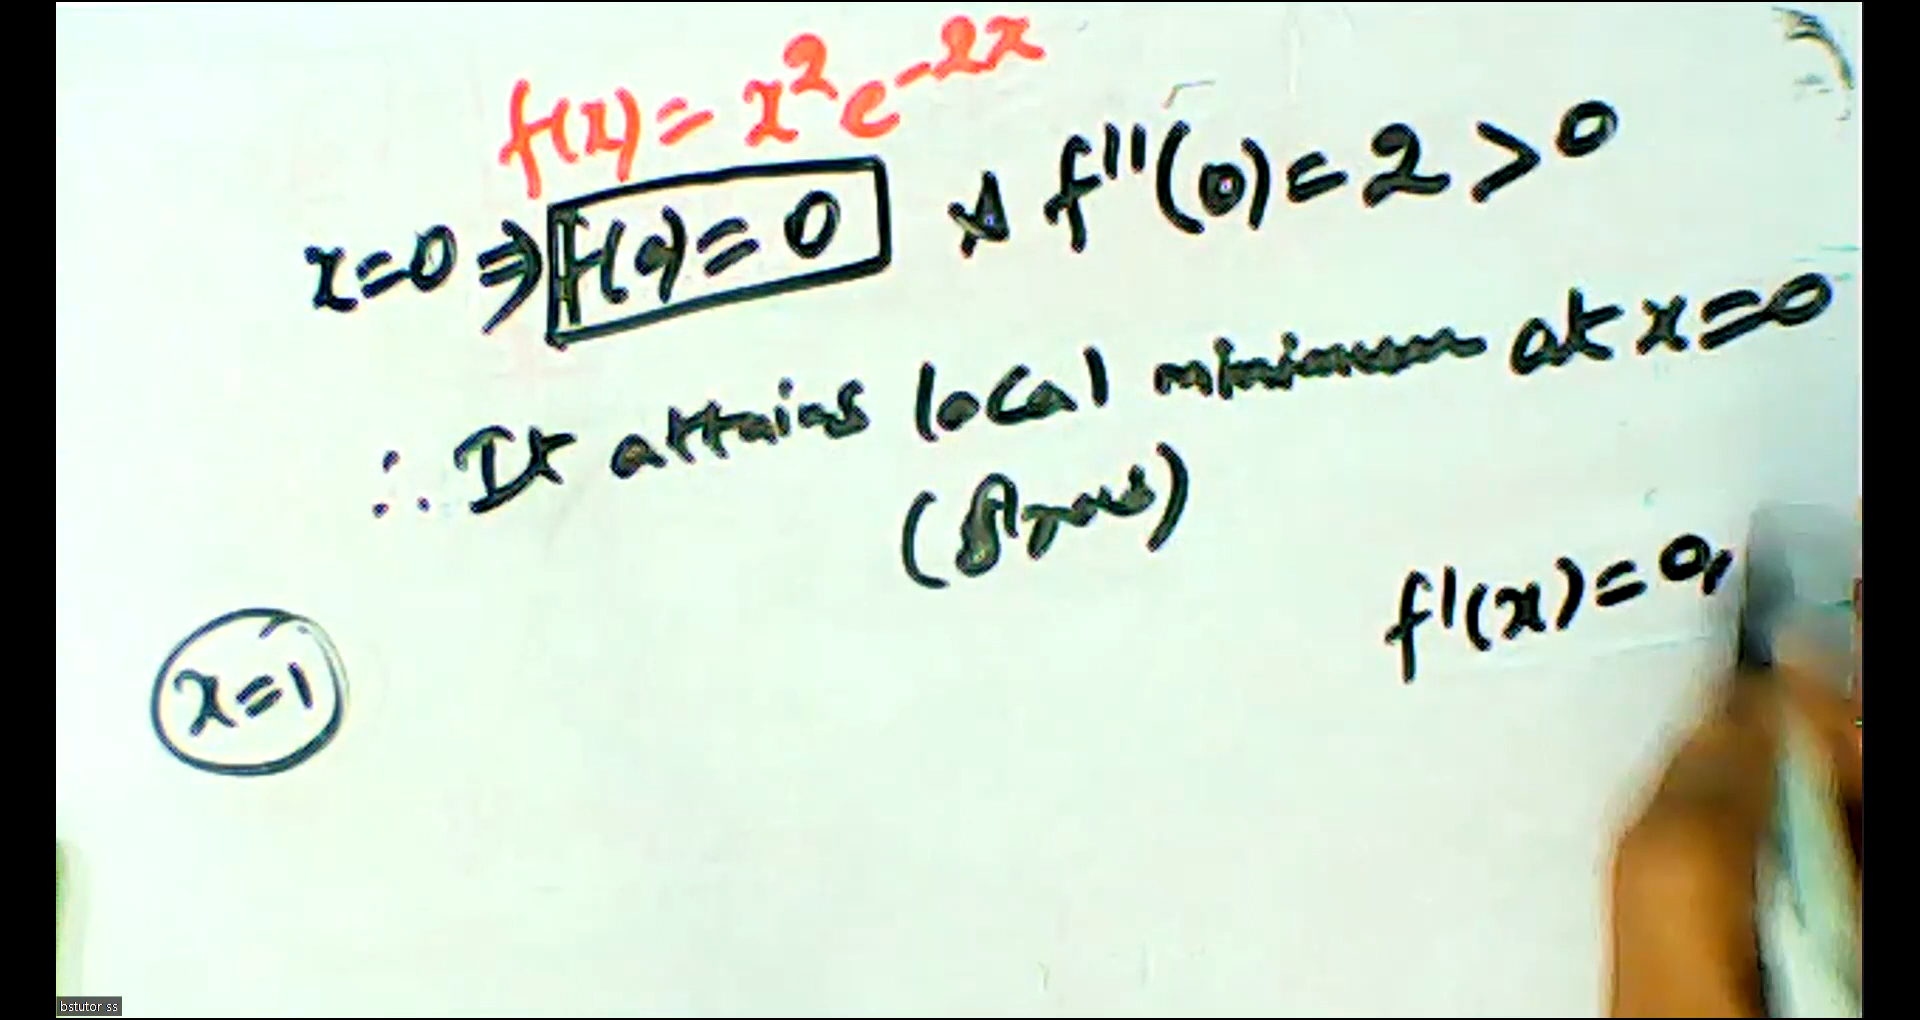 f(x) = x²e⁻²ˣ
x=0 ⇒ f(0) = 0 f''(0) = 2 > 0
∴ It attains local minimum at x=0
f'(x) = 0,
x=1
bstutor ss